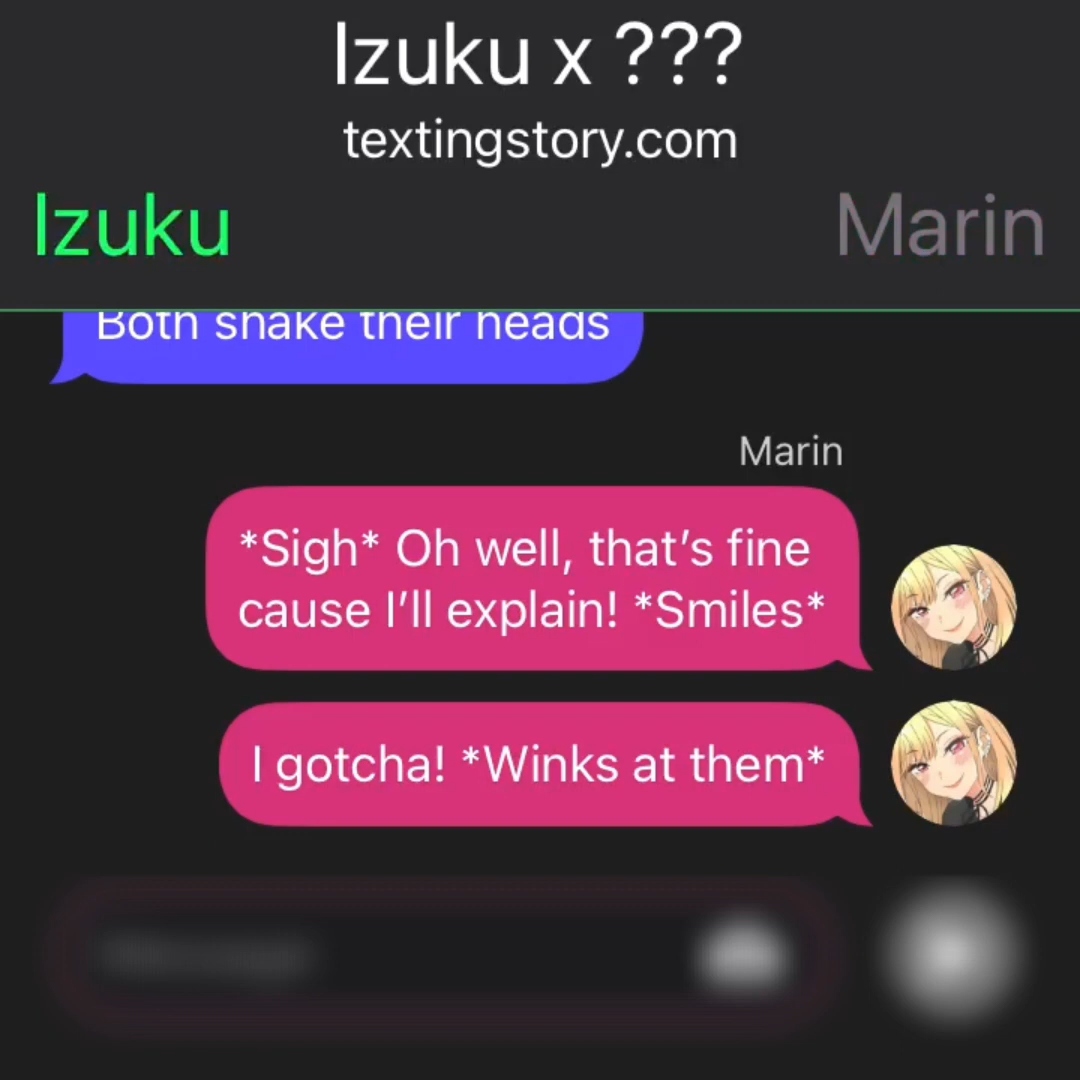 Izuku x ???
textingstory.com
Izuku
Marin
Both shake their heads
Marin
*Sigh* Oh well, that’s fine
cause I’ll explain! *Smiles*
I gotcha! *Winks at them*